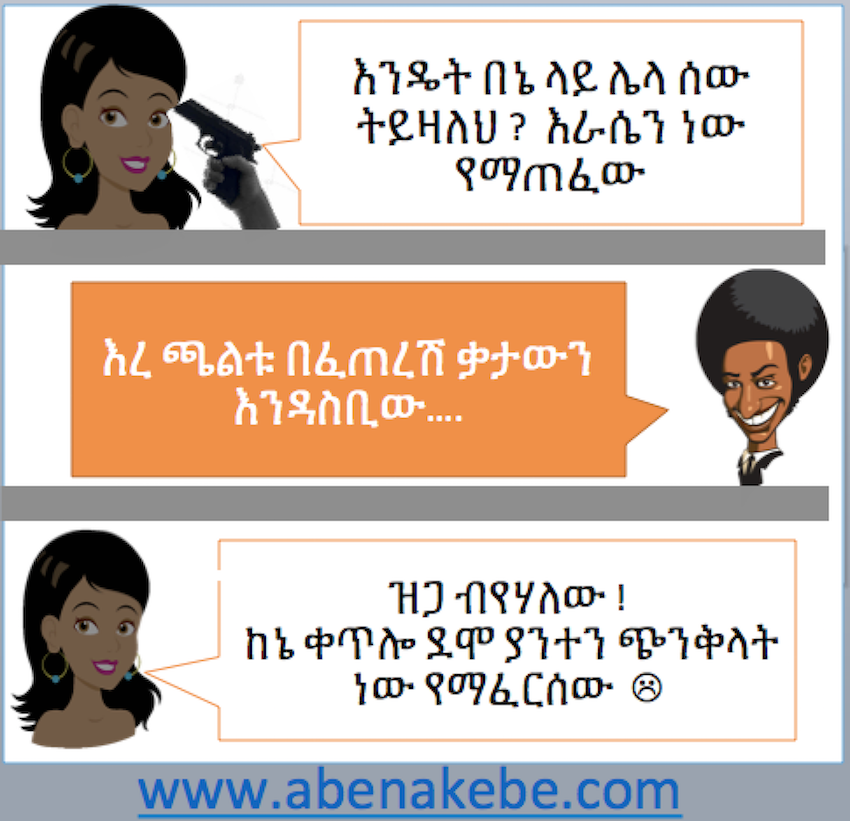 እንዴት በኔ ላይ ሌላ ሰው
ትይዛለህ ? እራሴን ነው
የማጠፈው
እረ ጫልቱ በፈጠረሽ ቃታውን
እንዳስቢው....
ዝጋ ብየሃለው !
ከኔ ቀጥሎ ደሞ ያንተን ጭንቅላት
ነው የማፈርሰው ☹
www.abenakebe.com